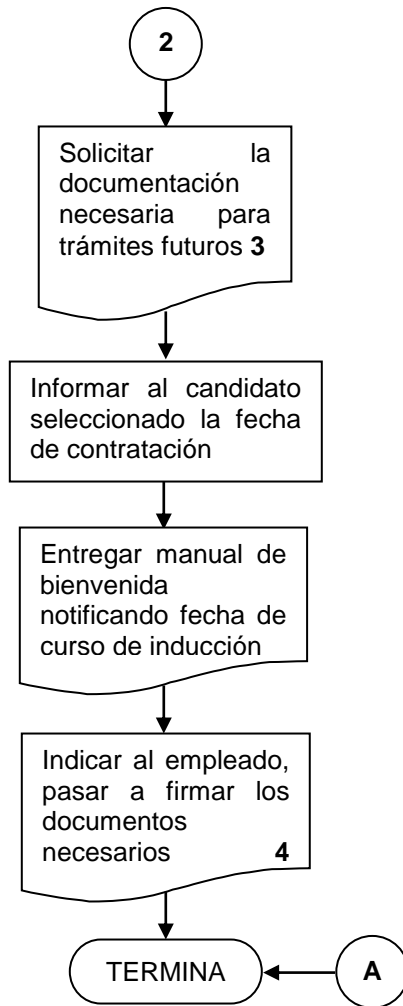 2
Solicitar la
documentación
necesaria para
trámites futuros 3
Informar al candidato
seleccionado la fecha
de contratación
Entregar manual de
bienvenida
notificando fecha de
curso de inducción
Indicar al empleado,
pasar a firmar los
documentos
necesarios 4
TERMINA A